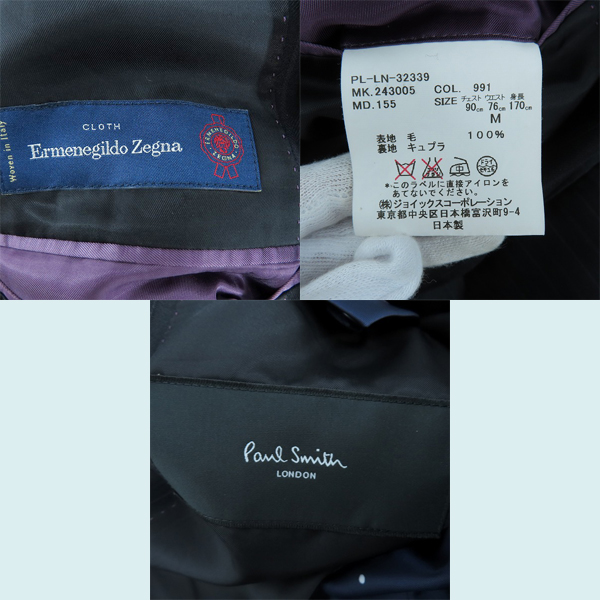 Woven in Italy
CLOTH
Ermenegildo Zegna
ERMENEGILDO
ZEGNA
PL-LN-32339
MK.243005 COL. 991
MD.155 SIZE チェスト ウエスト 身長
90cm 76cm 170cm
M
表地 毛 100%
裏地 キュプラ
*このラベルに直接アイロンを
あてないでください。
㈱ジョイックスコーポレーション
東京都中央区日本橋富沢町9-4
日本製
Paul Smith
LONDON